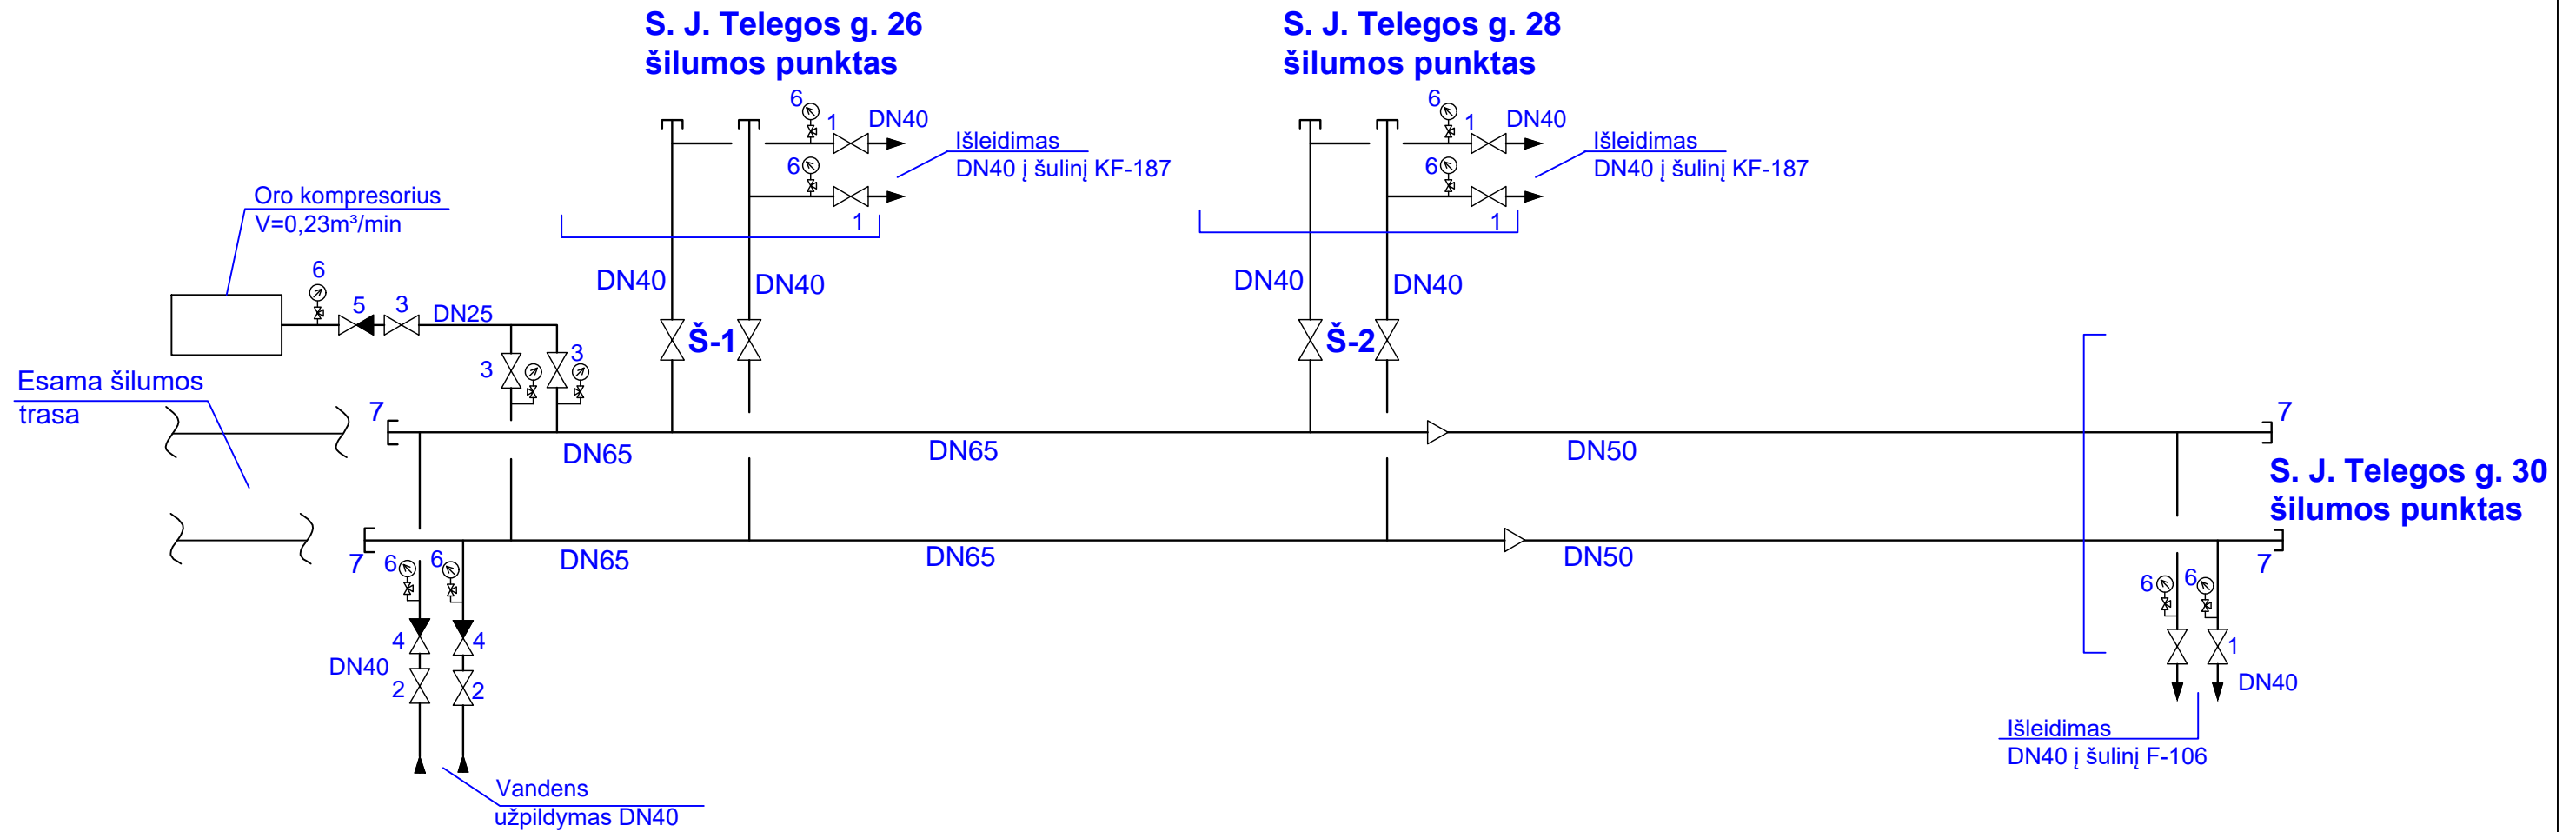 S. J. Telegos g. 26
šilumos punktas
S. J. Telegos g. 28
šilumos punktas
6
1
DN40
6
1
DN40
Išleidimas
DN40 į šulinį KF-187
Išleidimas
DN40 į šulinį KF-187
6
6
1
1
Oro kompresorius
V=0,23m³/min
DN40
DN40
DN40
DN40
6
5
3
DN25
Š-1
Š-2
3
3
Esama šilumos
trasa
7
7
DN65
DN65
DN50
S. J. Telegos g. 30
šilumos punktas
7
6
6
DN65
DN65
DN50
7
6
6
4
4
1
DN40
2
2
DN40
Išleidimas
DN40 į šulinį F-106
Vandens
užpildymas DN40